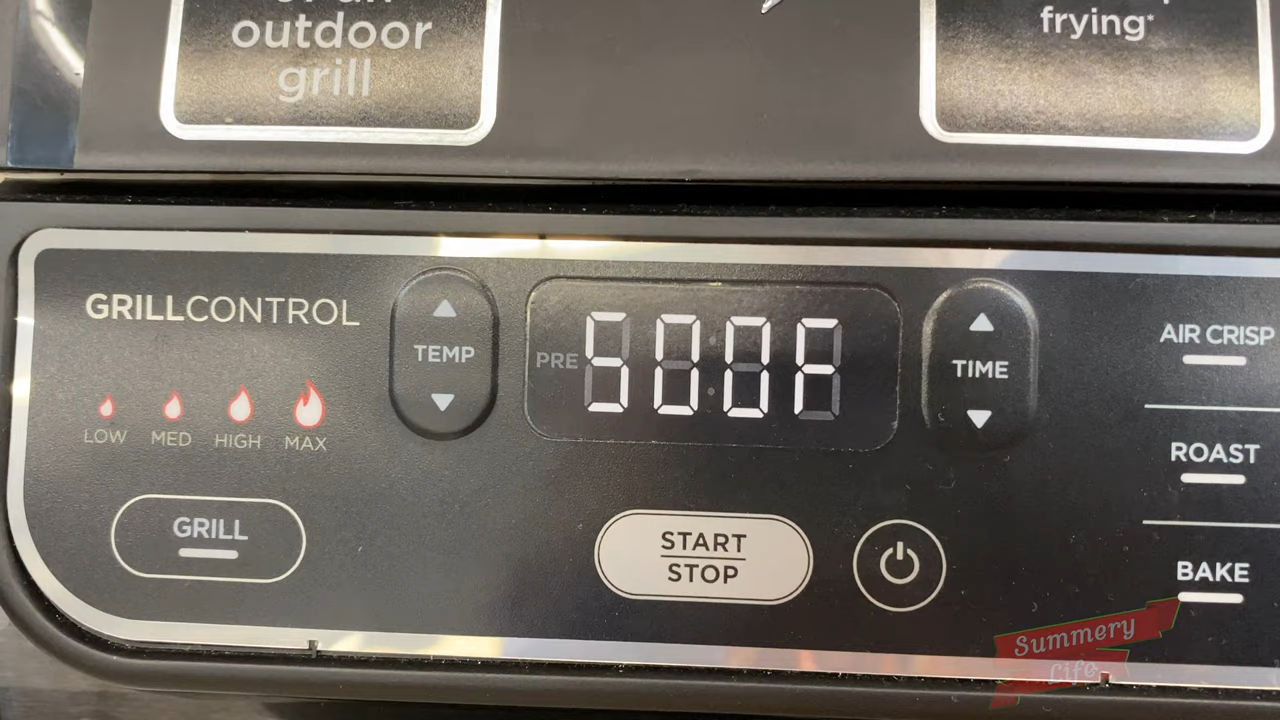 outdoor
grill
frying*
GRILLCONTROL
LOW MED HIGH MAX
GRILL
TEMP
PRE 500F
TIME
START
STOP
AIR CRISP
ROAST
BAKE
Summery
Life